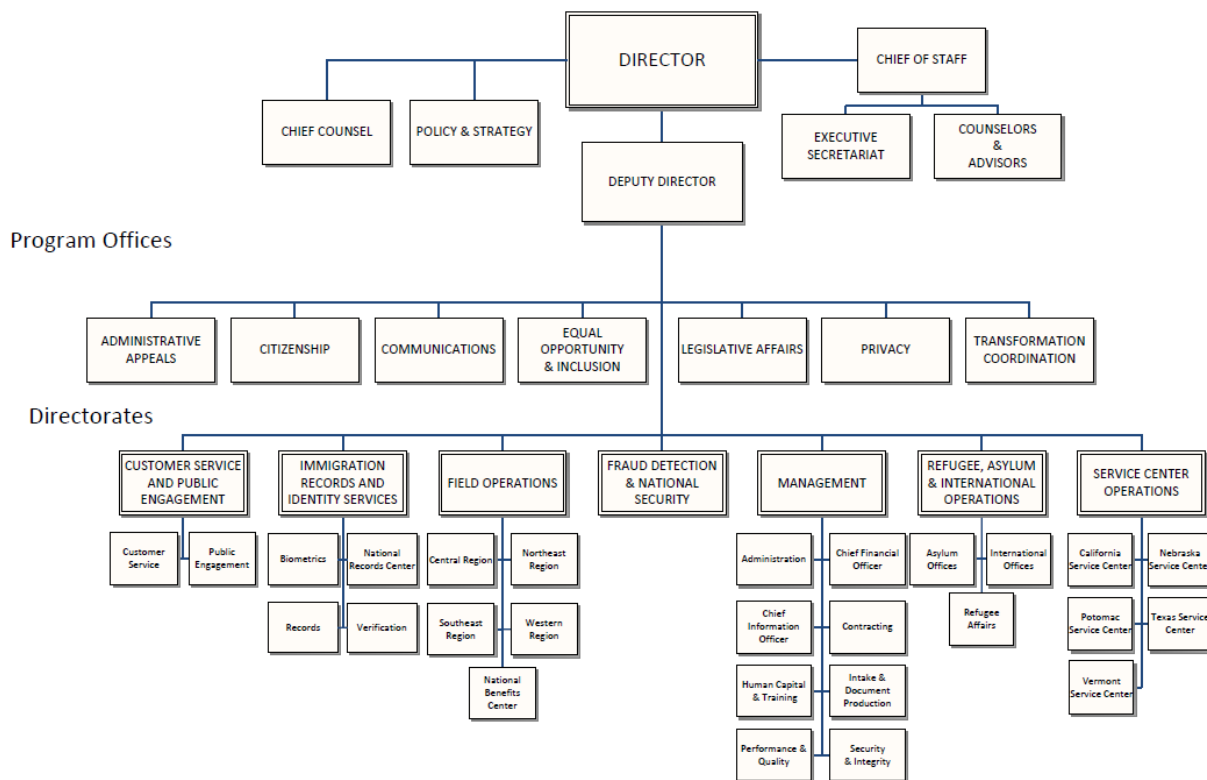 DIRECTOR
CHIEF OF STAFF
CHIEF COUNSEL
POLICY & STRATEGY
EXECUTIVE
SECRETARIAT
COUNSELORS
&
ADVISORS
DEPUTY DIRECTOR
Program Offices
ADMINISTRATIVE
APPEALS
CITIZENSHIP
COMMUNICATIONS
EQUAL
OPPORTUNITY
& INCLUSION
LEGISLATIVE AFFAIRS
PRIVACY
TRANSFORMATION
COORDINATION
Directorates
CUSTOMER SERVICE
AND PUBLIC
ENGAGEMENT
IMMIGRATION
RECORDS AND
IDENTITY SERVICES
FIELD OPERATIONS
FRAUD DETECTION
& NATIONAL
SECURITY
MANAGEMENT
REFUGEE, ASYLUM
& INTERNATIONAL
OPERATIONS
SERVICE CENTER
OPERATIONS
Customer
Service
Public
Engagement
Biometrics
National
Records Center
Records
Verification
Central Region
Northeast
Region
Southeast
Region
Western
Region
National
Benefits
Center
Administration
Chief Financial
Officer
Chief
Information
Officer
Contracting
Human Capital
& Training
Intake &
Document
Production
Performance &
Quality
Security
& Integrity
Asylum
Offices
International
Offices
Refugee
Affairs
California
Service Center
Nebraska
Service Center
Potomac
Service Center
Texas Service
Center
Vermont
Service Center